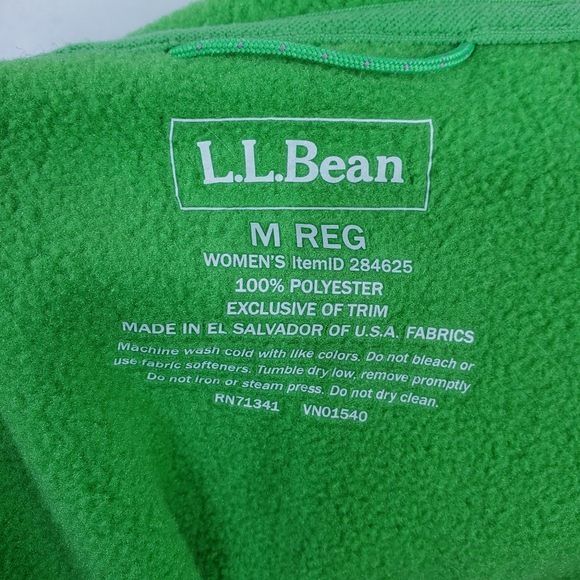 L.L.Bean
M REG
WOMEN'S ItemID 284625
100% POLYESTER
EXCLUSIVE OF TRIM
MADE IN EL SALVADOR OF U.S.A. FABRICS
Machine wash cold with like colors. Do not bleach or
use fabric softeners. Tumble dry low, remove promptly
Do not iron or steam press. Do not dry clean.
RN71341 VN01540